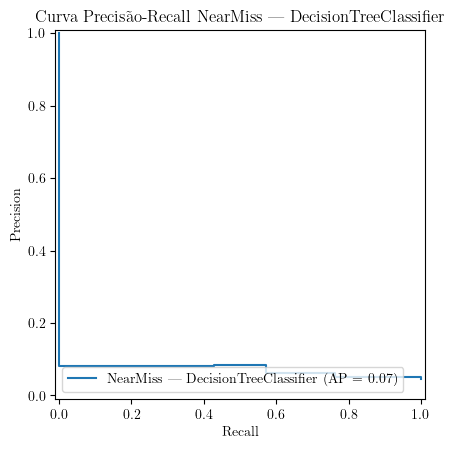 Curva Precisão-Recall NearMiss — DecisionTreeClassifier
1.0
0.8
0.6
0.4
0.2
0.0
Precision
NearMiss — DecisionTreeClassifier (AP = 0.07)
0.0 0.2 0.4 0.6 0.8 1.0
Recall